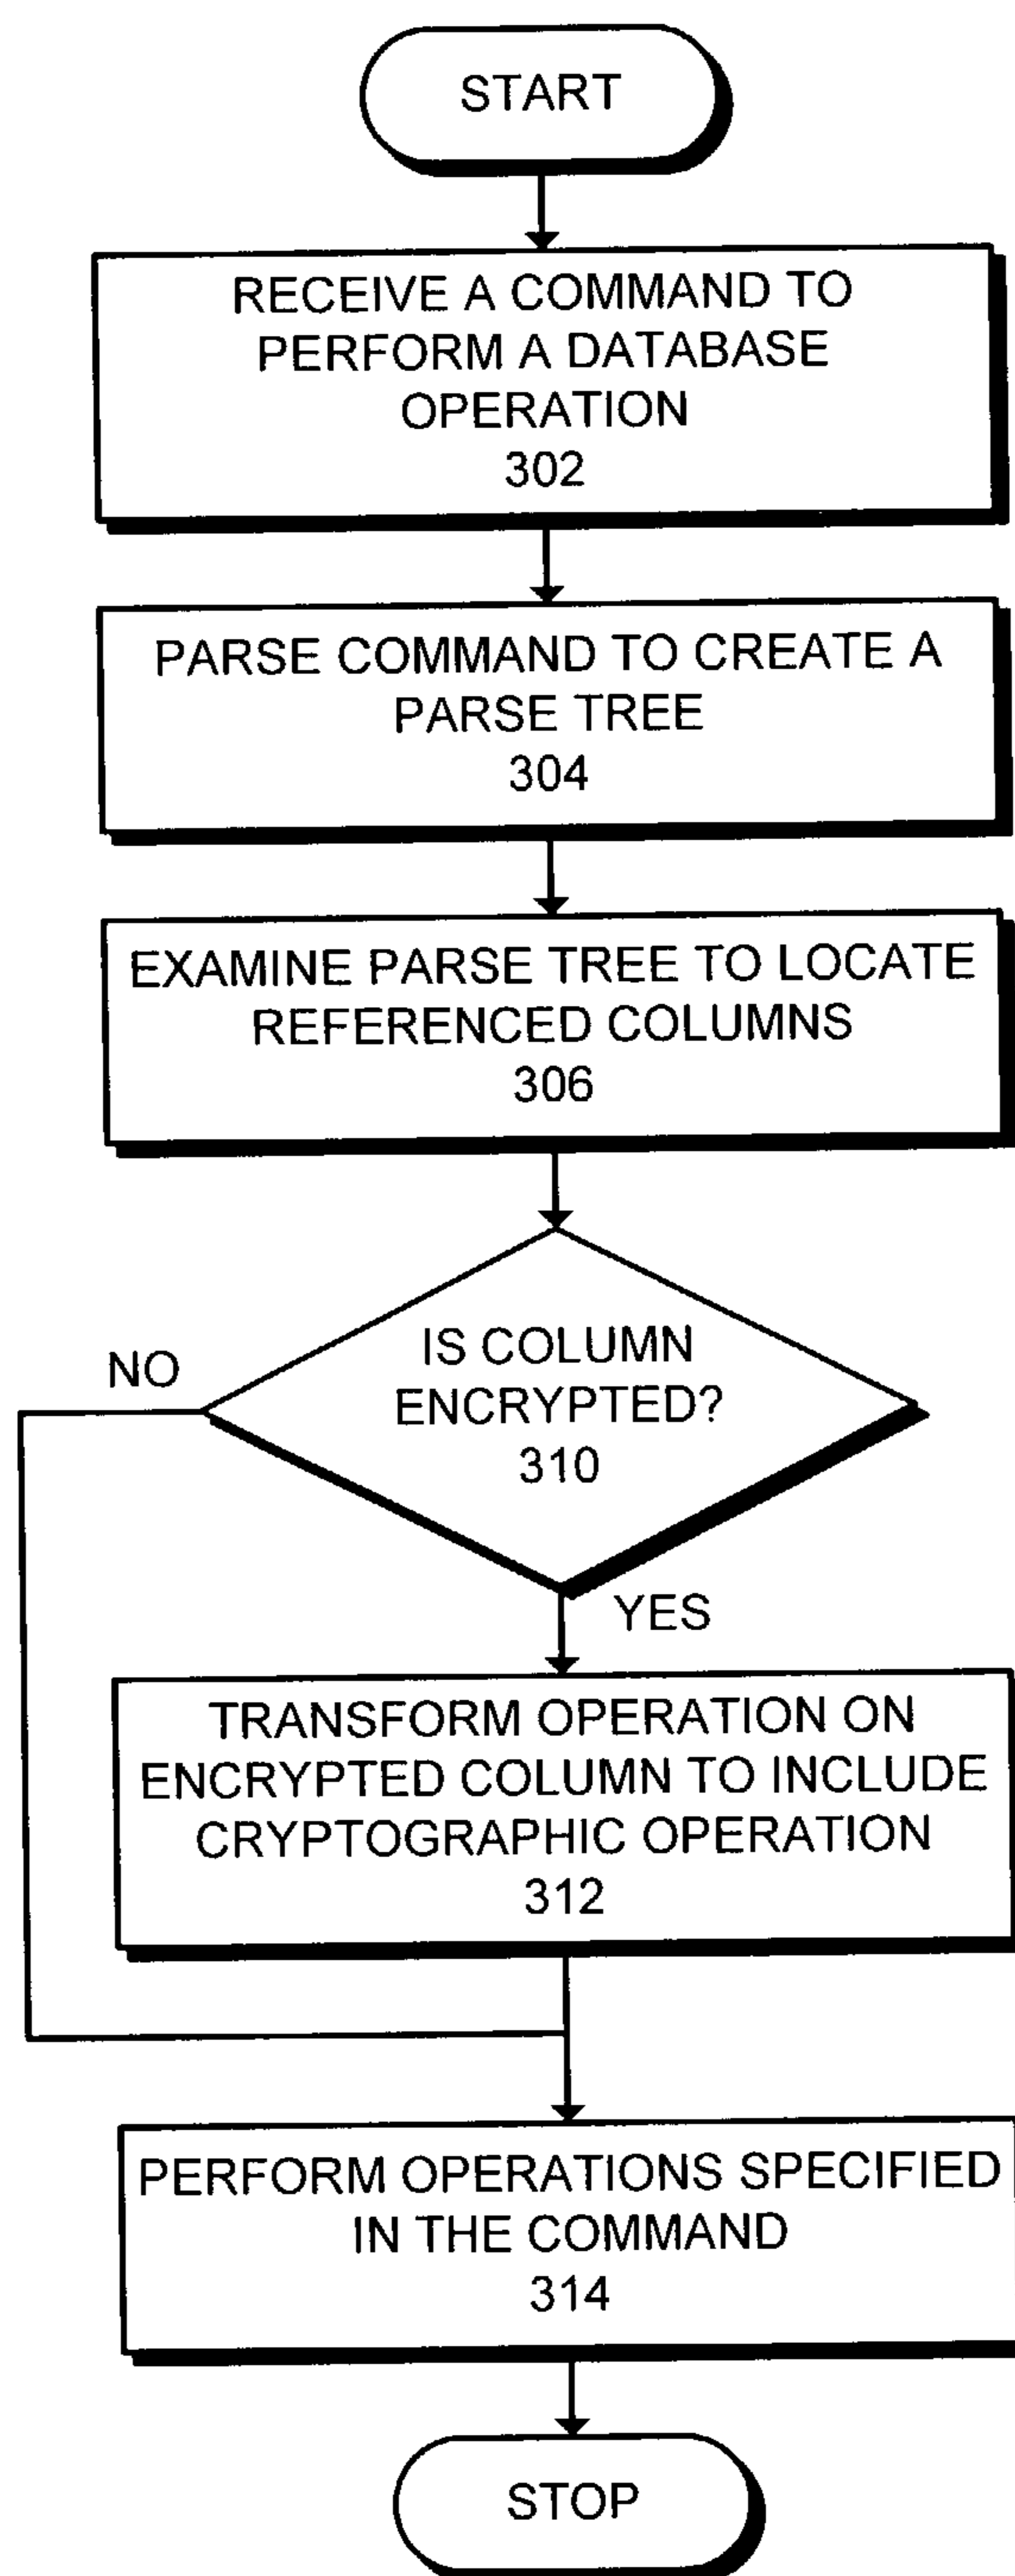 START
RECEIVE A COMMAND TO
PERFORM A DATABASE
OPERATION
302
PARSE COMMAND TO CREATE A
PARSE TREE
304
EXAMINE PARSE TREE TO LOCATE
REFERENCED COLUMNS
306
IS COLUMN
ENCRYPTED?
310
NO
YES
TRANSFORM OPERATION ON
ENCRYPTED COLUMN TO INCLUDE
CRYPTOGRAPHIC OPERATION
312
PERFORM OPERATIONS SPECIFIED
IN THE COMMAND
314
STOP